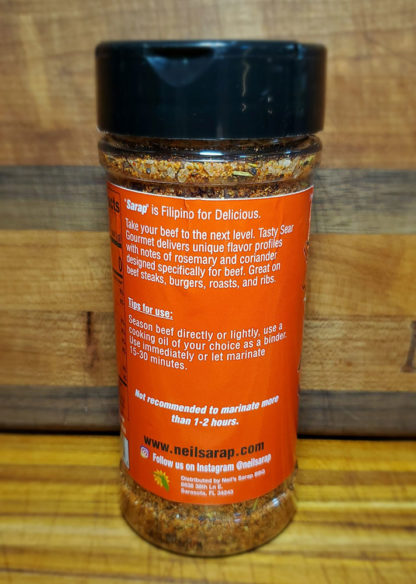 'Sarap' is Filipino for Delicious.
Take your beef to the next level. Tasty Sear
Gourmet delivers unique flavor profiles
with notes of rosemary and coriander
designed specifically for beef. Great on
beef steaks, burgers, roasts, and ribs.
Tips for use:
Season beef directly or lightly, use a
cooking oil of your choice as a binder.
Use immediately or let marinate
15-30 minutes.
Not recommended to marinate more
than 1-2 hours.
www.neilsarap.com
Follow us on Instagram @neilsarap
Distributed by Neil's Sarap BBQ
Ln E.
Sarasota, FL 34243